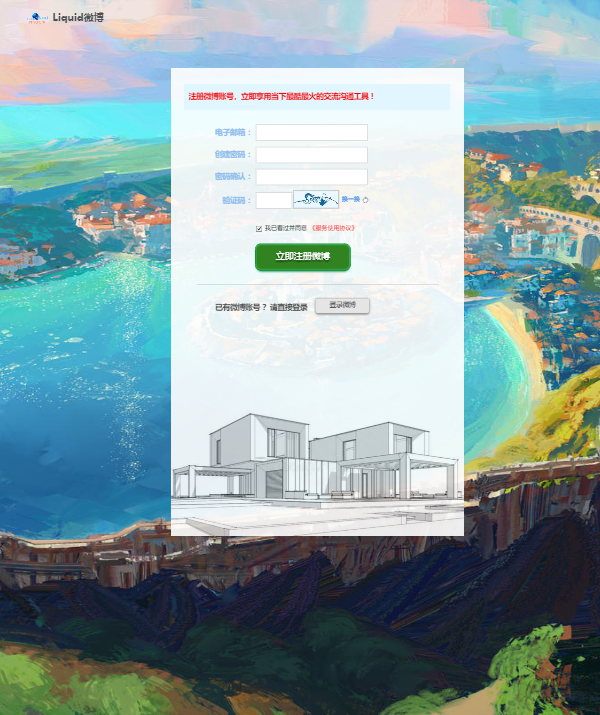 Liquid微博
注册微博账号，立即享用当下最酷最火的交流沟通工具！
电子邮箱：
创建密码：
密码确认：
验证码：
换一换
我已看过并同意《服务使用协议》
立即注册微博
已有微博账号？请直接登录
登录微博